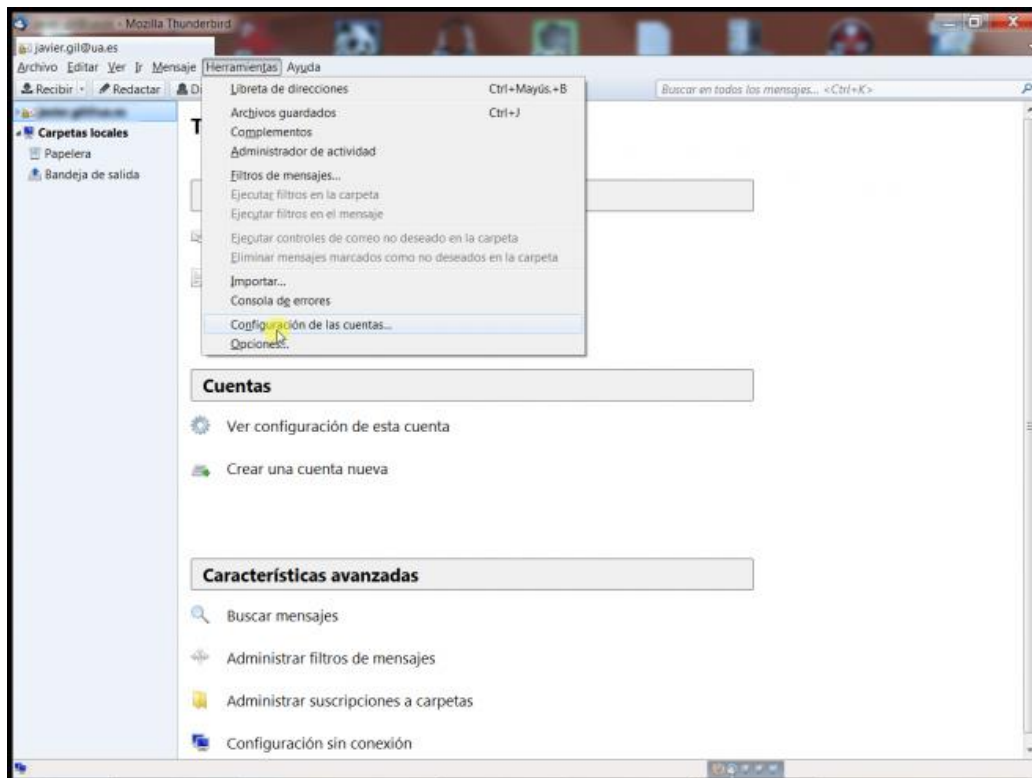 - Mozilla Thunderbird
javier.gil@ua.es
Archivo Editar Ver Ir Mensaje Herramientas Ayuda
Recibir Redactar D
Buscar en todos los mensajes... <Ctrl+K>
Libreta de direcciones Ctrl+Mayús.+B
Archivos guardados Ctrl+J
Complementos
Administrador de actividad
Filtros de mensajes...
Ejecutar filtros en la carpeta
Ejecutar filtros en el mensaje
Ejecutar controles de correo no deseado en la carpeta
Eliminar mensajes marcados como no deseados en la carpeta
Importar...
Consola de errores
Configuración de las cuentas...
Opciones...
Carpetas locales
Papelera
Bandeja de salida
T
Cuentas
Ver configuración de esta cuenta
Crear una cuenta nueva
Características avanzadas
Buscar mensajes
Administrar filtros de mensajes
Administrar suscripciones a carpetas
Configuración sin conexión